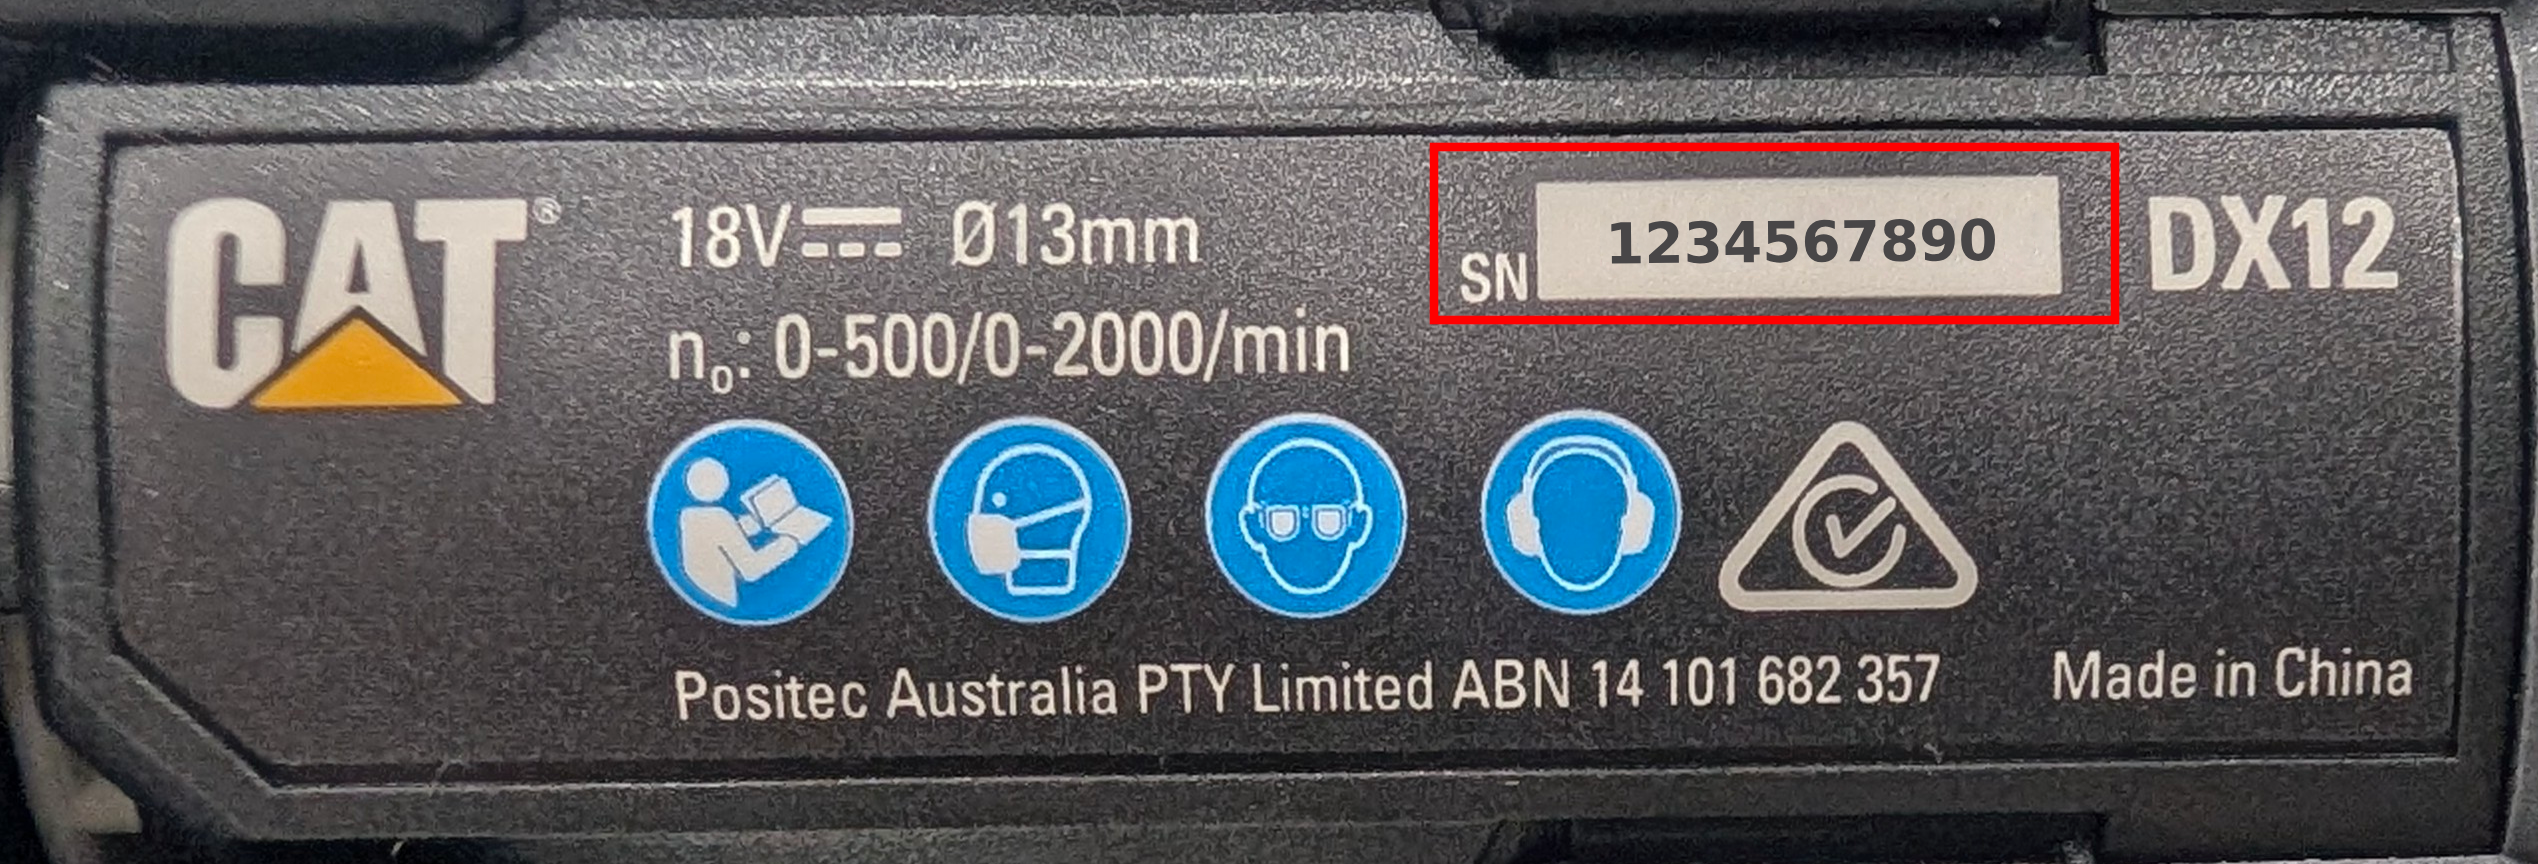 CAT®
18V Ø13mm
n₀: 0-500/0-2000/min
SN 1234567890
DX12
Positec Australia PTY Limited ABN 14 101 682 357
Made in China